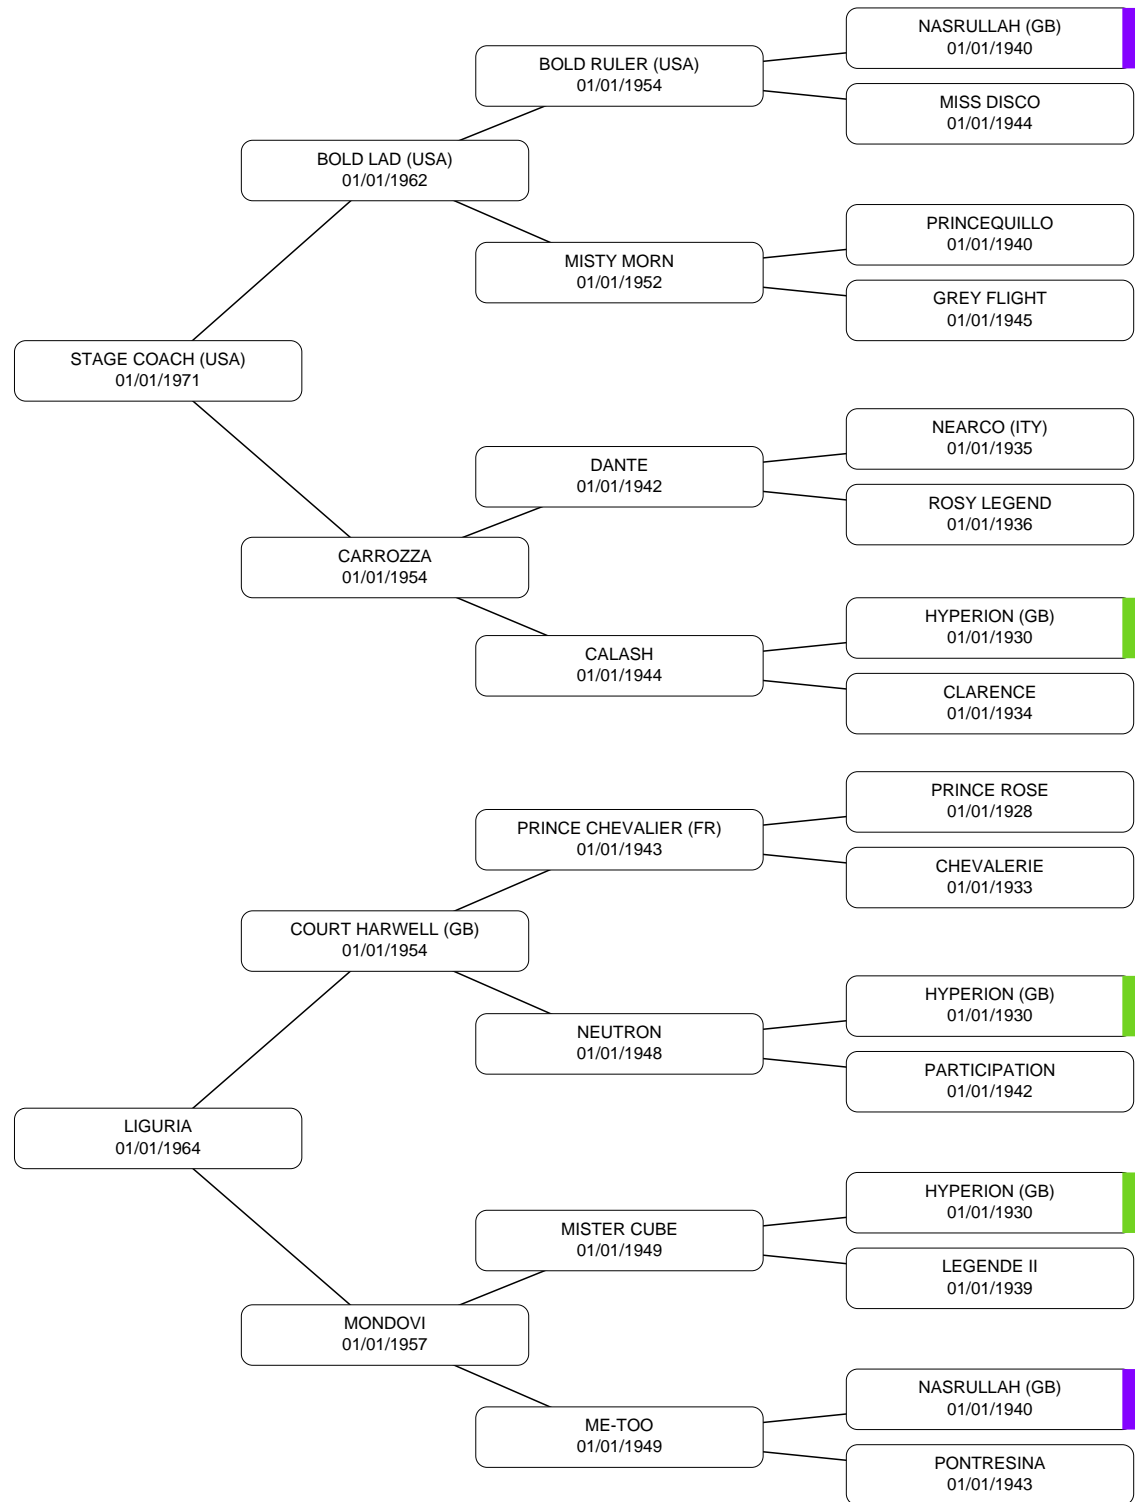 NASRULLAH (GB)
01/01/1940
BOLD RULER (USA)
01/01/1954
MISS DISCO
01/01/1944
BOLD LAD (USA)
01/01/1962
PRINCEQUILLO
01/01/1940
MISTY MORN
01/01/1952
GREY FLIGHT
01/01/1945
STAGE COACH (USA)
01/01/1971
NEARCO (ITY)
01/01/1935
DANTE
01/01/1942
ROSY LEGEND
01/01/1936
CARROZZA
01/01/1954
HYPERION (GB)
01/01/1930
CALASH
01/01/1944
CLARENCE
01/01/1934
PRINCE ROSE
01/01/1928
PRINCE CHEVALIER (FR)
01/01/1943
CHEVALERIE
01/01/1933
COURT HARWELL (GB)
01/01/1954
HYPERION (GB)
01/01/1930
NEUTRON
01/01/1948
PARTICIPATION
01/01/1942
LIGURIA
01/01/1964
HYPERION (GB)
01/01/1930
MISTER CUBE
01/01/1949
LEGENDE II
01/01/1939
MONDOVI
01/01/1957
NASRULLAH (GB)
01/01/1940
ME-TOO
01/01/1949
PONTRESINA
01/01/1943